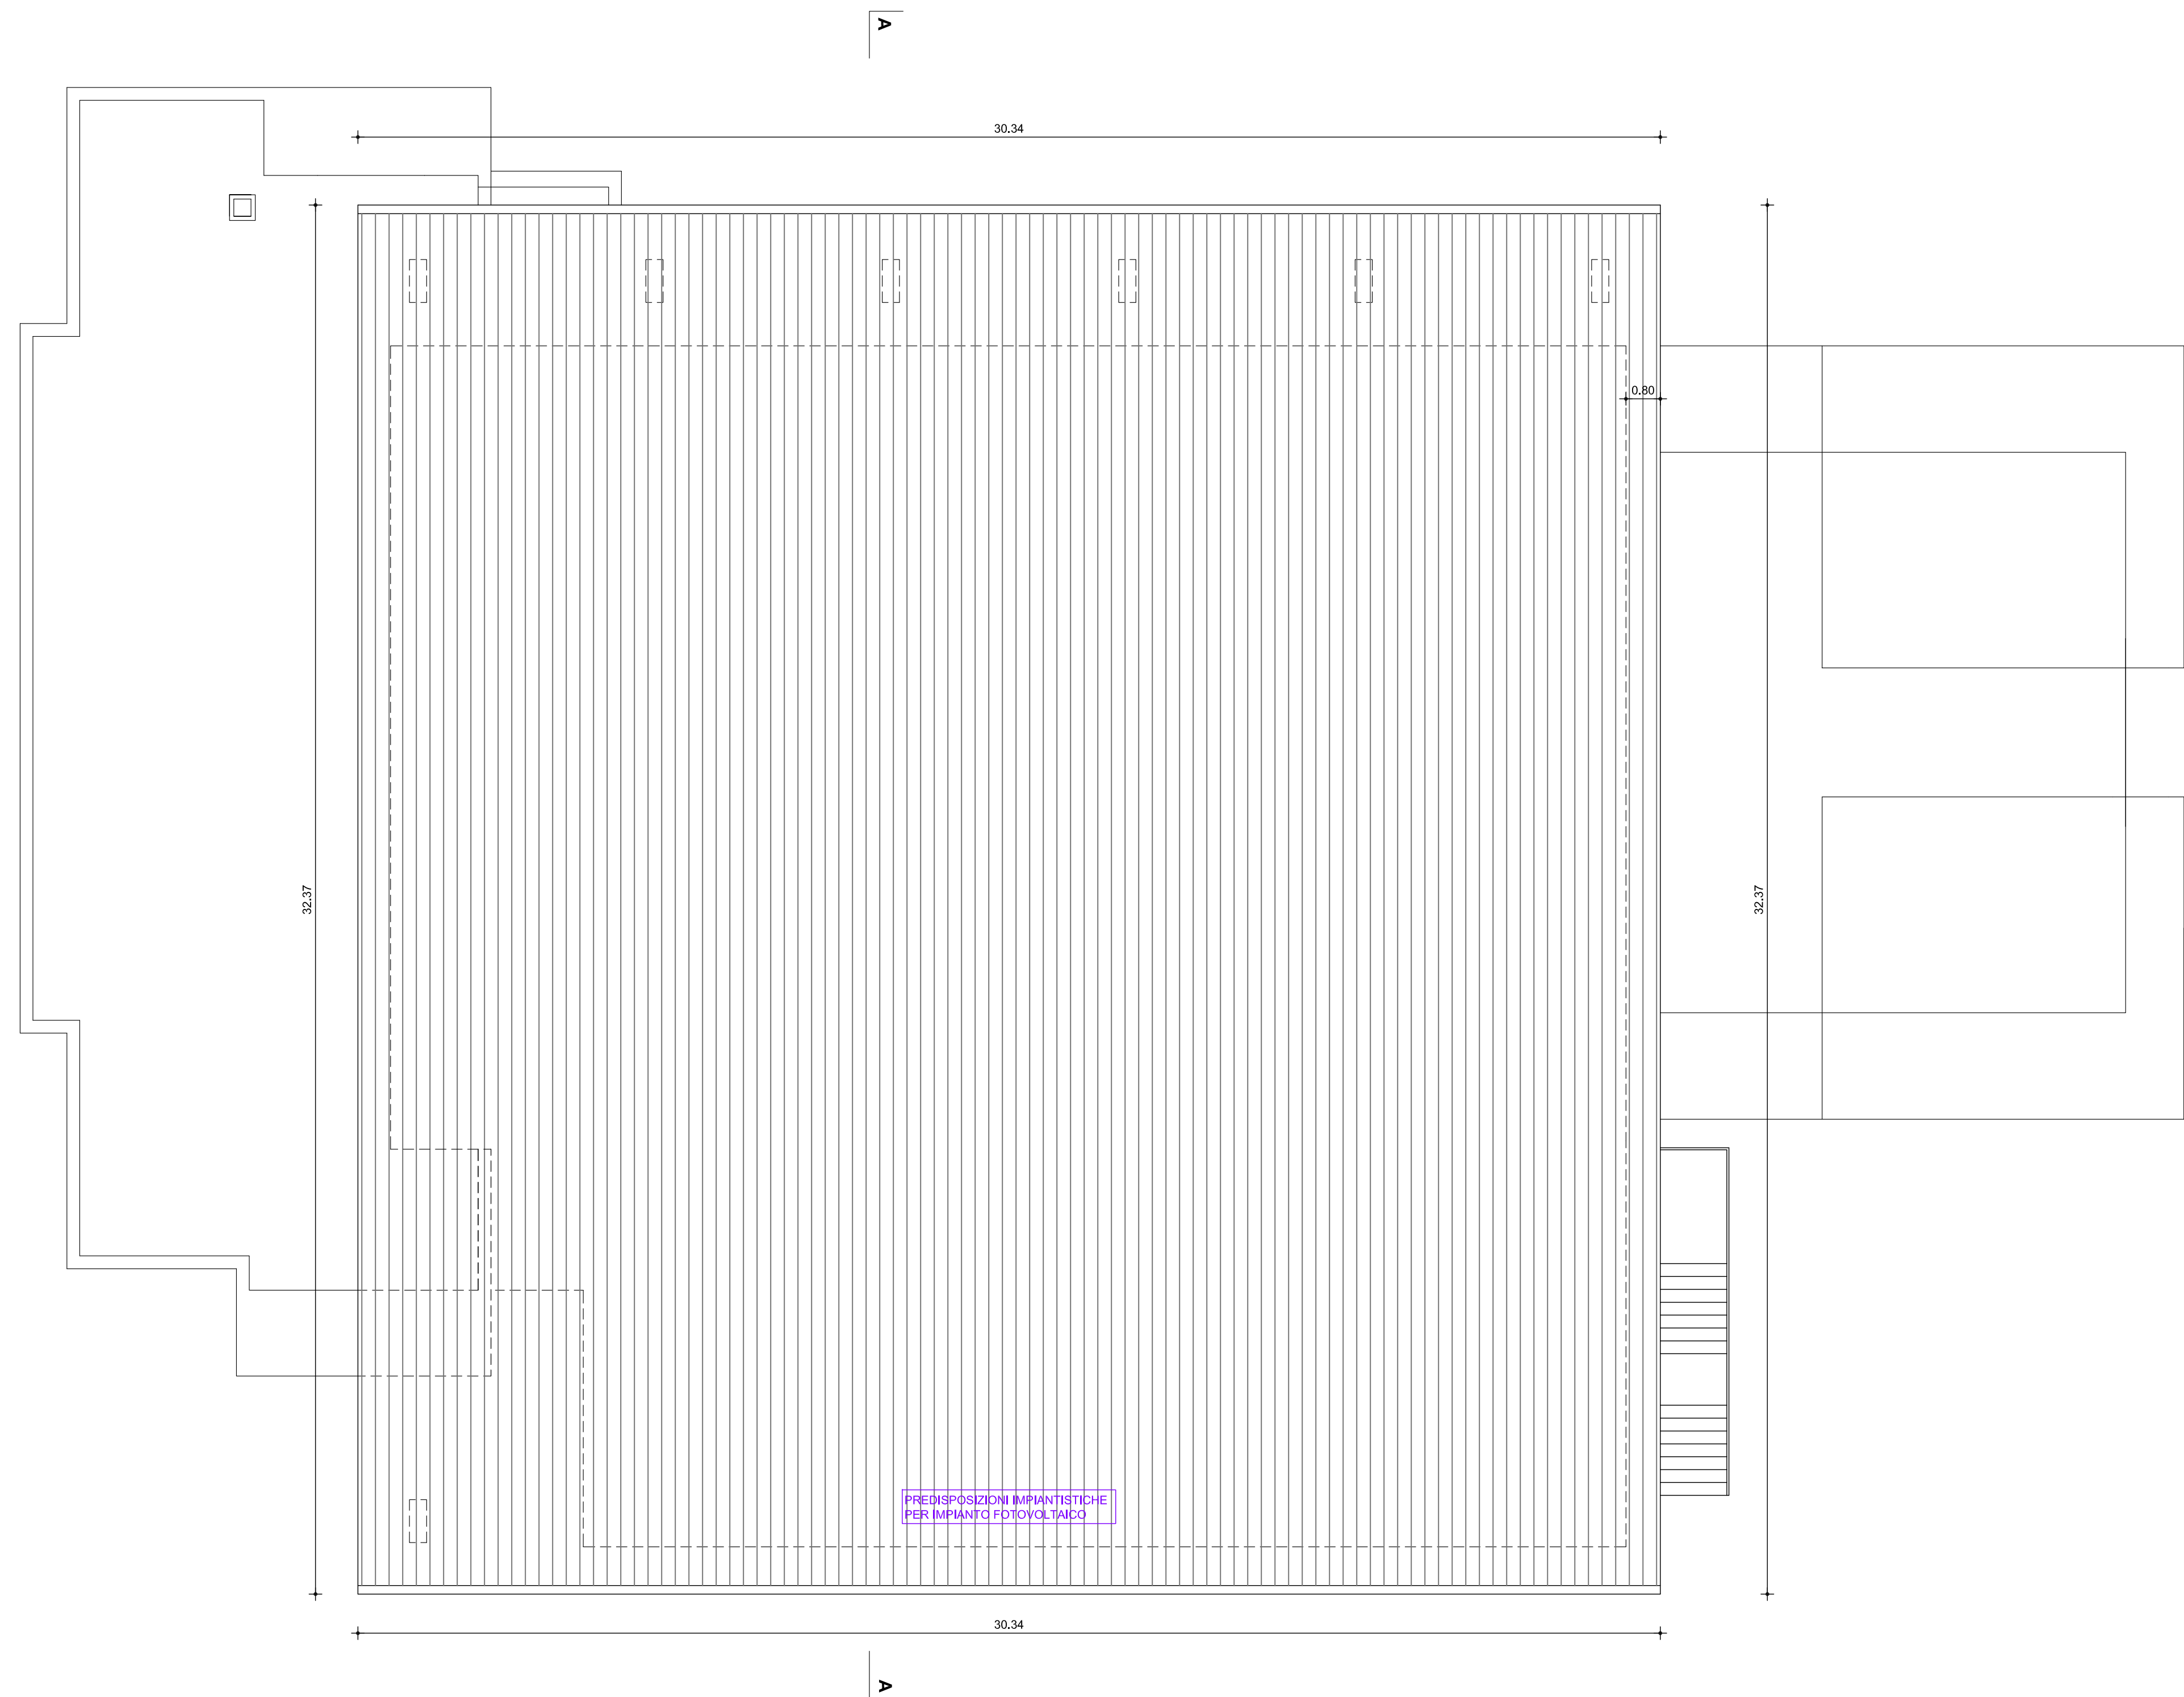 A
30.34
0.80
32.37
32.37
PREDISPOSIZIONI IMPIANTISTICHE
PER IMPIANTO FOTOVOLTAICO
30.34
A